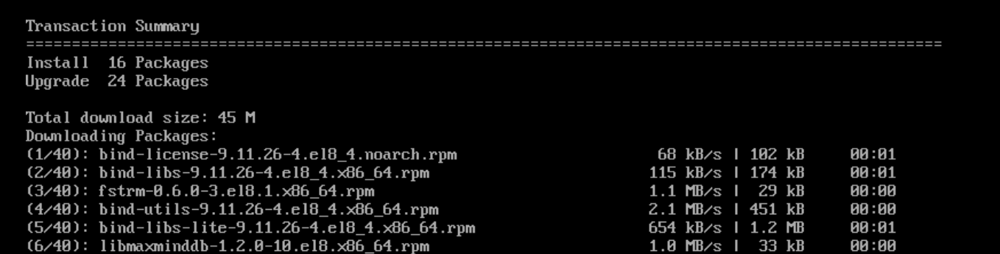 Transaction Summary
====================================================================================================
Install  16 Packages
Upgrade  24 Packages
Total download size: 45 M
Downloading Packages:
(1/40): bind-license-9.11.26-4.el8_4.noarch.rpm                      68 kB/s | 102 kB     00:01
(2/40): bind-libs-9.11.26-4.el8_4.x86_64.rpm                        115 kB/s | 174 kB     00:01
(3/40): fstrm-0.6.0-3.el8.1.x86_64.rpm                              1.1 MB/s |  29 kB     00:00
(4/40): bind-utils-9.11.26-4.el8_4.x86_64.rpm                       2.1 MB/s | 451 kB     00:00
(5/40): bind-libs-lite-9.11.26-4.el8_4.x86_64.rpm                   654 kB/s | 1.2 MB     00:01
(6/40): libmaxminddb-1.2.0-10.el8.x86_64.rpm                        1.0 MB/s |  33 kB     00:00